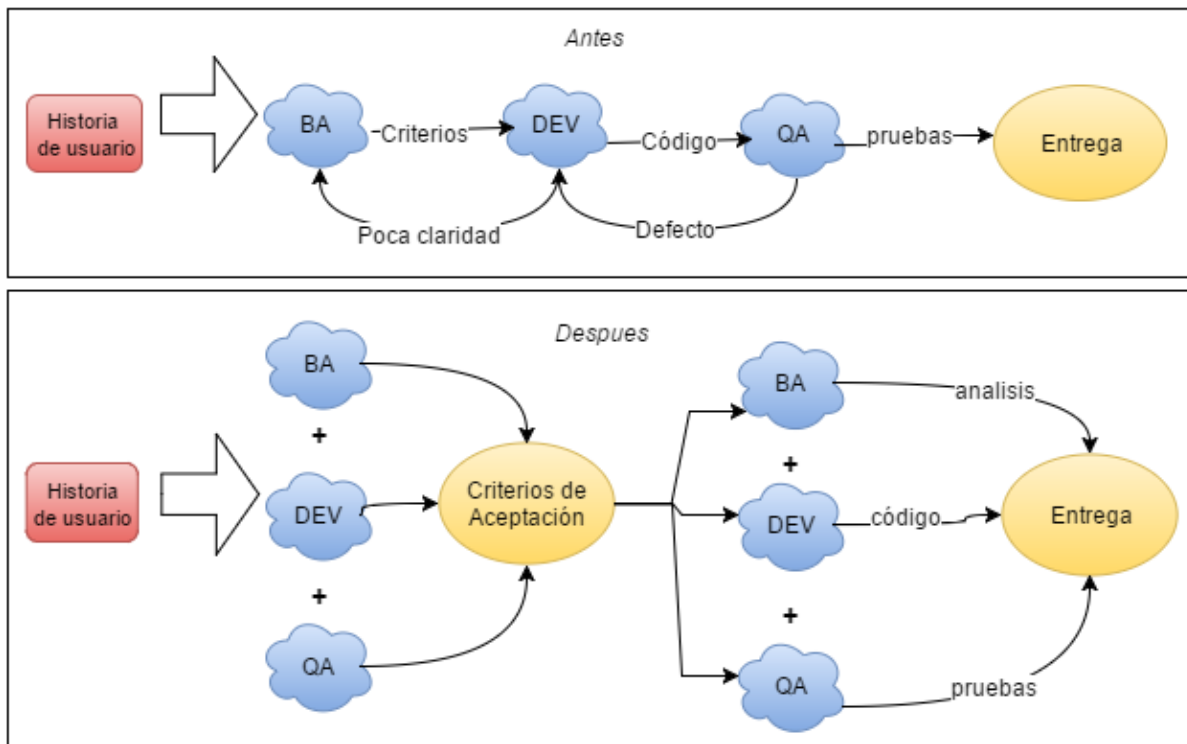 Antes
Historia
de usuario
BA
Criterios
DEV
Código
QA
pruebas
Entrega
Poca claridad
Defecto
Despues
Historia
de usuario
BA
+
DEV
+
QA
Criterios de
Aceptación
BA
+
DEV
+
QA
analisis
código
pruebas
Entrega